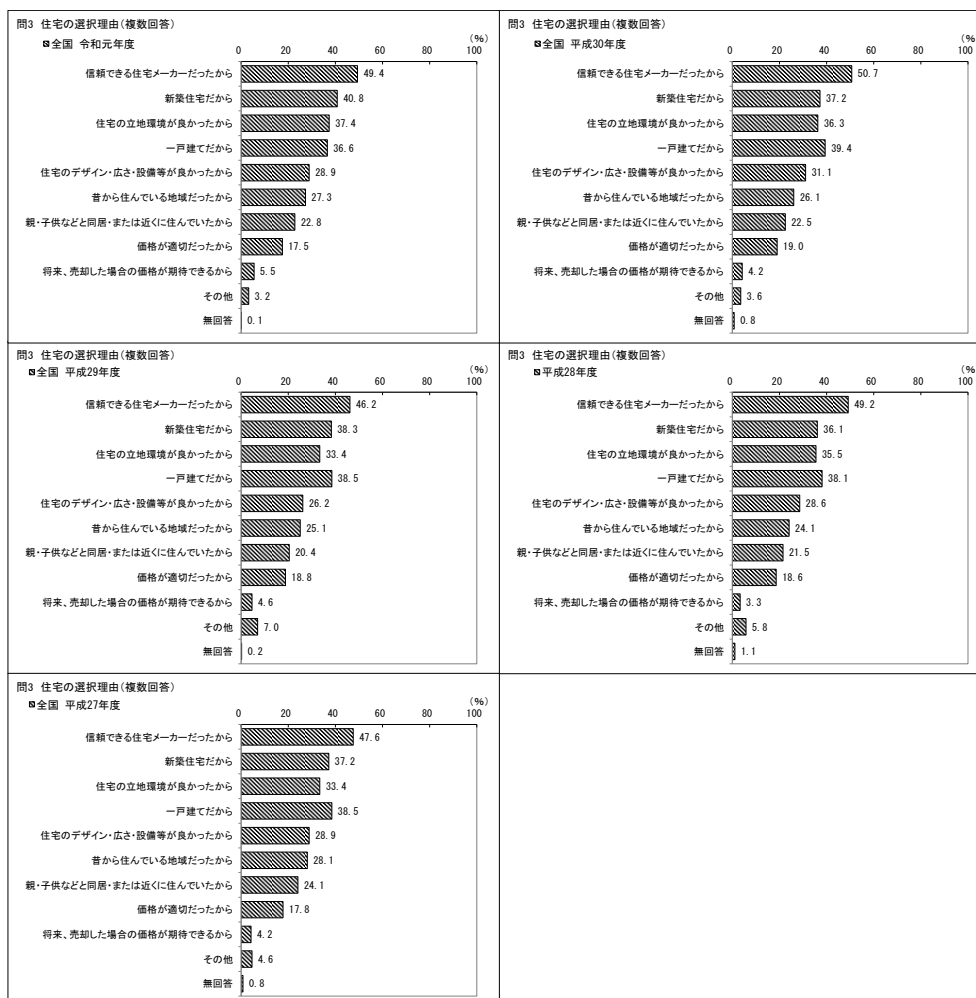 問3 住宅の選択理由(複数回答)
全国 令和元年度
(%)
0 20 40 60 80 100
信頼できる住宅メーカーだったから 49.4
新築住宅だから 40.8
住宅の立地環境が良かったから 37.4
一戸建てだから 36.6
住宅のデザイン・広さ・設備等が良かったから 28.9
昔から住んでいる地域だったから 27.3
親・子供などと同居・または近くに住んでいたから 22.8
価格が適切だったから 17.5
将来、売却した場合の価格が期待できるから 5.5
その他 3.2
無回答 0.1
問3 住宅の選択理由(複数回答)
全国 平成30年度
(%)
0 20 40 60 80 100
信頼できる住宅メーカーだったから 50.7
新築住宅だから 37.2
住宅の立地環境が良かったから 36.3
一戸建てだから 39.4
住宅のデザイン・広さ・設備等が良かったから 31.1
昔から住んでいる地域だったから 26.1
親・子供などと同居・または近くに住んでいたから 22.5
価格が適切だったから 19.0
将来、売却した場合の価格が期待できるから 4.2
その他 3.6
無回答 0.8
問3 住宅の選択理由(複数回答)
全国 平成29年度
(%)
0 20 40 60 80 100
信頼できる住宅メーカーだったから 46.2
新築住宅だから 38.3
住宅の立地環境が良かったから 33.4
一戸建てだから 38.5
住宅のデザイン・広さ・設備等が良かったから 26.2
昔から住んでいる地域だったから 25.1
親・子供などと同居・または近くに住んでいたから 20.4
価格が適切だったから 18.8
将来、売却した場合の価格が期待できるから 4.6
その他 7.0
無回答 0.2
問3 住宅の選択理由(複数回答)
平成28年度
(%)
0 20 40 60 80 100
信頼できる住宅メーカーだったから 49.2
新築住宅だから 36.1
住宅の立地環境が良かったから 35.5
一戸建てだから 38.1
住宅のデザイン・広さ・設備等が良かったから 28.6
昔から住んでいる地域だったから 24.1
親・子供などと同居・または近くに住んでいたから 21.5
価格が適切だったから 18.6
将来、売却した場合の価格が期待できるから 3.3
その他 5.8
無回答 1.1
問3 住宅の選択理由(複数回答)
全国 平成27年度
(%)
0 20 40 60 80 100
信頼できる住宅メーカーだったから 47.6
新築住宅だから 37.2
住宅の立地環境が良かったから 33.4
一戸建てだから 38.5
住宅のデザイン・広さ・設備等が良かったから 28.9
昔から住んでいる地域だったから 28.1
親・子供などと同居・または近くに住んでいたから 24.1
価格が適切だったから 17.8
将来、売却した場合の価格が期待できるから 4.2
その他 4.6
無回答 0.8